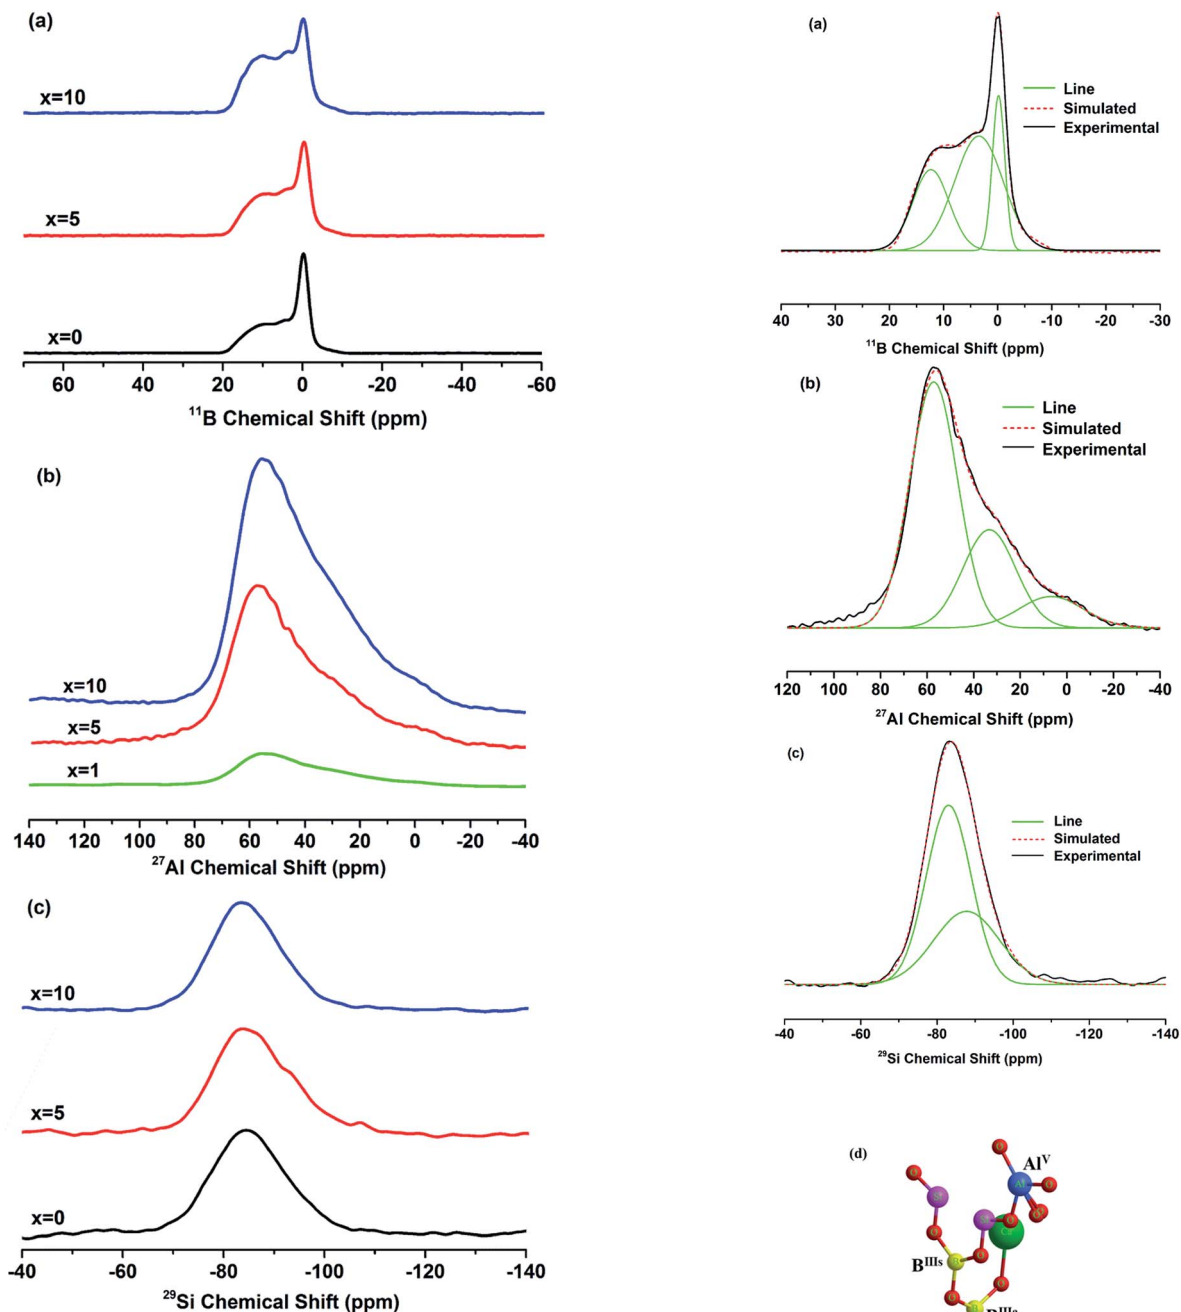 (a)
x=10
x=5
x=0
60 40 20 0 -20 -40 -60
¹¹B Chemical Shift (ppm)
(b)
x=10
x=5
x=1
140 120 100 80 60 40 20 0 -20 -40
²⁷Al Chemical Shift (ppm)
(c)
x=10
x=5
x=0
-40 -60 -80 -100 -120 -140
²⁹Si Chemical Shift (ppm)
(a)
Line
Simulated
Experimental
40 30 20 10 0 -10 -20 -30
¹¹B Chemical Shift (ppm)
(b)
Line
Simulated
Experimental
120 100 80 60 40 20 0 -20 -40
²⁷Al Chemical Shift (ppm)
(c)
Line
Simulated
Experimental
-40 -60 -80 -100 -120 -140
²⁹Si Chemical Shift (ppm)
(d)
Alⱽ
Bᴵᴵᴵˢ